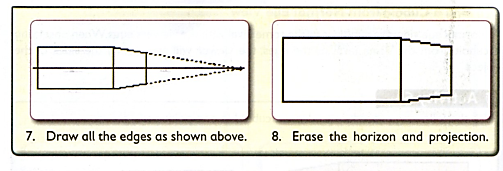 7. Draw all the edges as shown above.
8. Erase the horizon and projection.